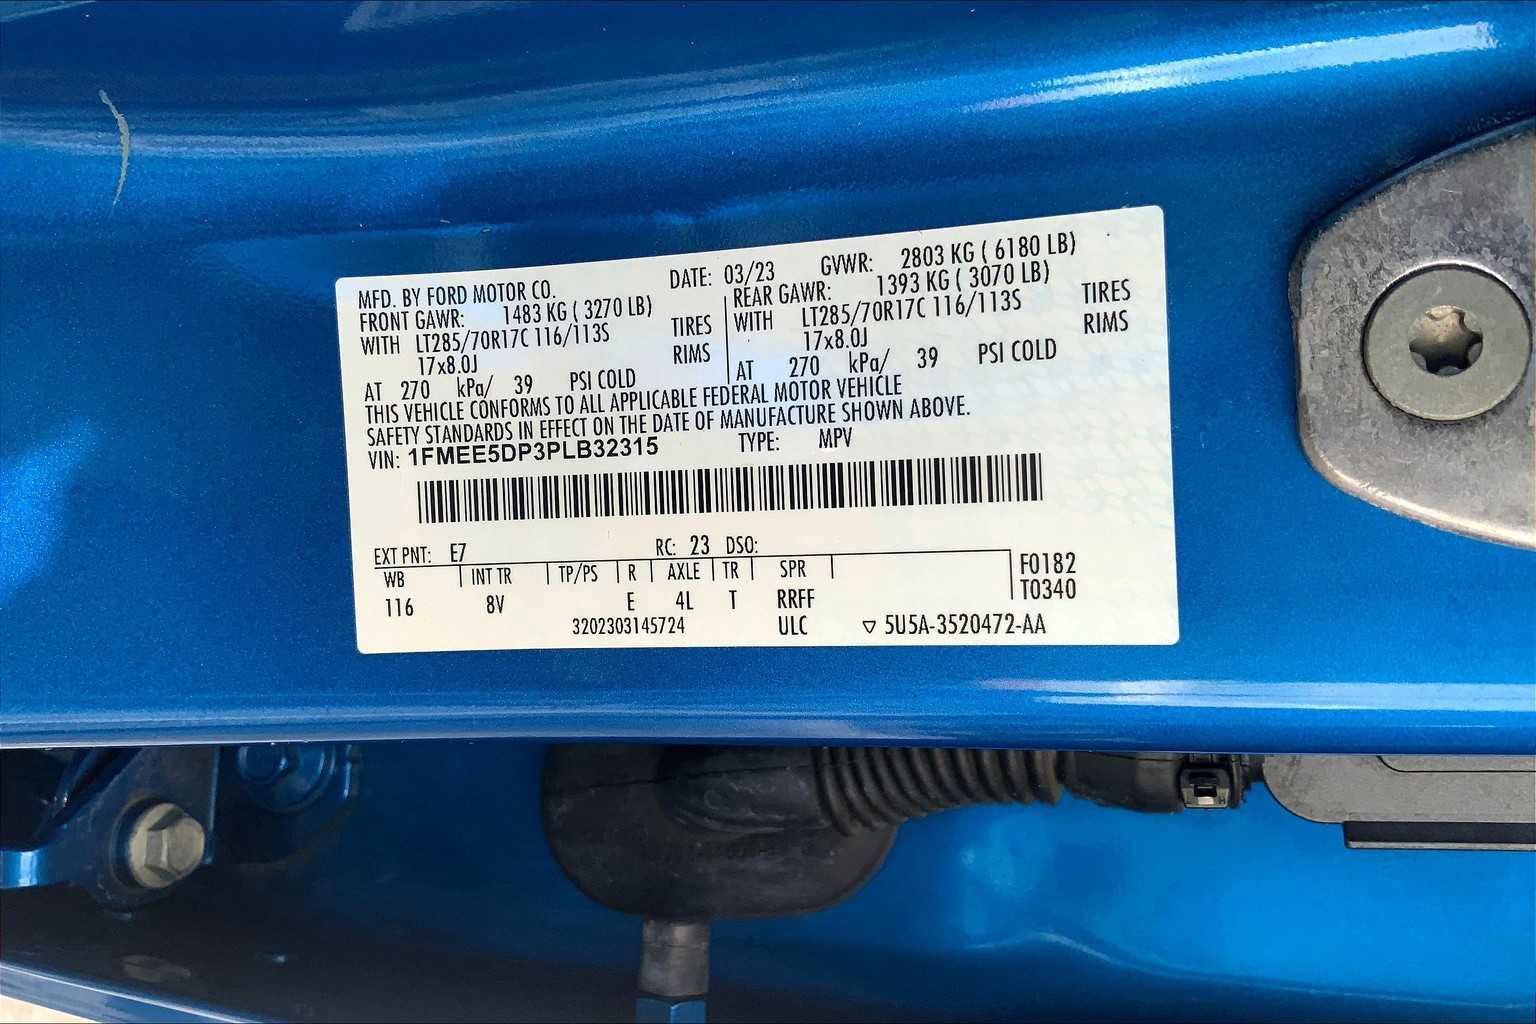 MFD. BY FORD MOTOR CO. DATE: 03/23 GVWR: 2803 KG ( 6180 LB)
FRONT GAWR: 1483 KG ( 3270 LB)
WITH LT285/70R17C 116/113S TIRES
17x8.0J RIMS
AT 270 kPa/ 39 PSI COLD
REAR GAWR: 1393 KG ( 3070 LB)
WITH LT285/70R17C 116/113S TIRES
17x8.0J RIMS
AT 270 kPa/ 39 PSI COLD
THIS VEHICLE CONFORMS TO ALL APPLICABLE FEDERAL MOTOR VEHICLE
SAFETY STANDARDS IN EFFECT ON THE DATE OF MANUFACTURE SHOWN ABOVE.
VIN: 1FMEE5DP3PLB32315 TYPE: MPV
EXT PNT: E7 RC: 23 DSO:
WB INT TR TP/PS R AXLE TR SPR F0182
116 8V E 4L T RRFF T0340
3202303145724 ULC ▽ 5U5A-3520472-AA